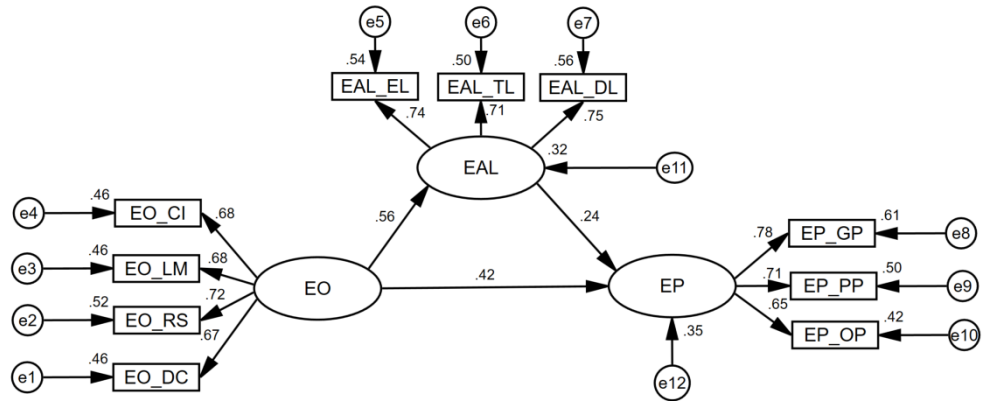 e5
e6
e7
.54
.50
.56
EAL_EL
EAL_TL
EAL_DL
.74
.71
.75
EAL
.32
e11
e4
.46
EO_CI
.68
.56
.24
e3
.46
EO_LM
.68
e2
.52
EO_RS
.72
e1
.46
EO_DC
.67
EO
.42
EP
.35
e12
.78
EP_GP
.61
e8
.71
EP_PP
.50
e9
.65
EP_OP
.42
e10